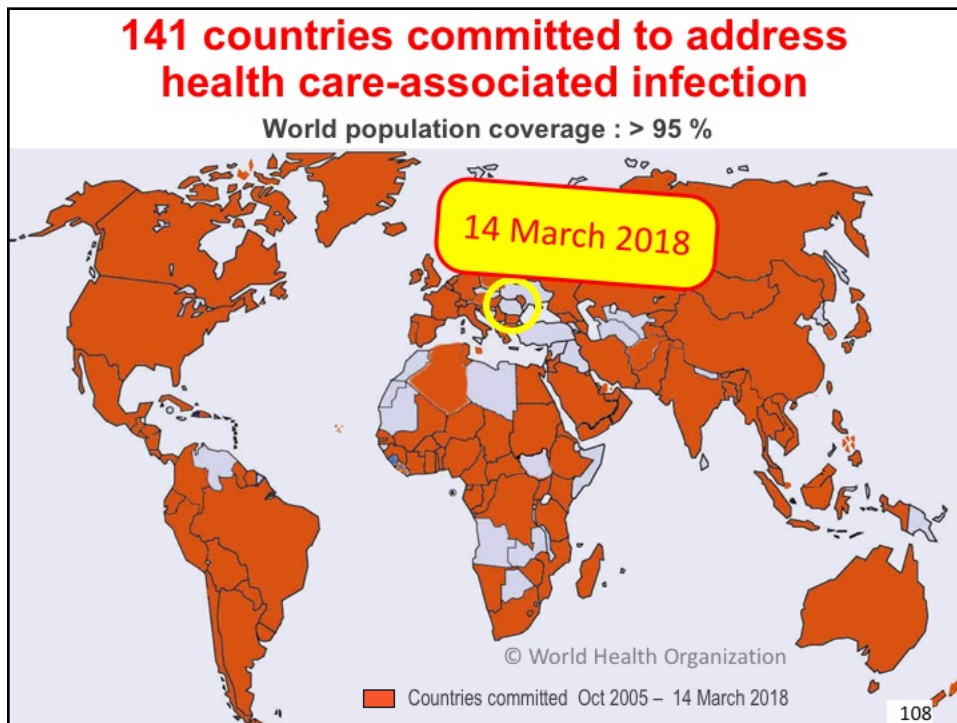 141 countries committed to address
health care-associated infection
World population coverage : > 95 %
14 March 2018
© World Health Organization
Countries committed Oct 2005 – 14 March 2018
108